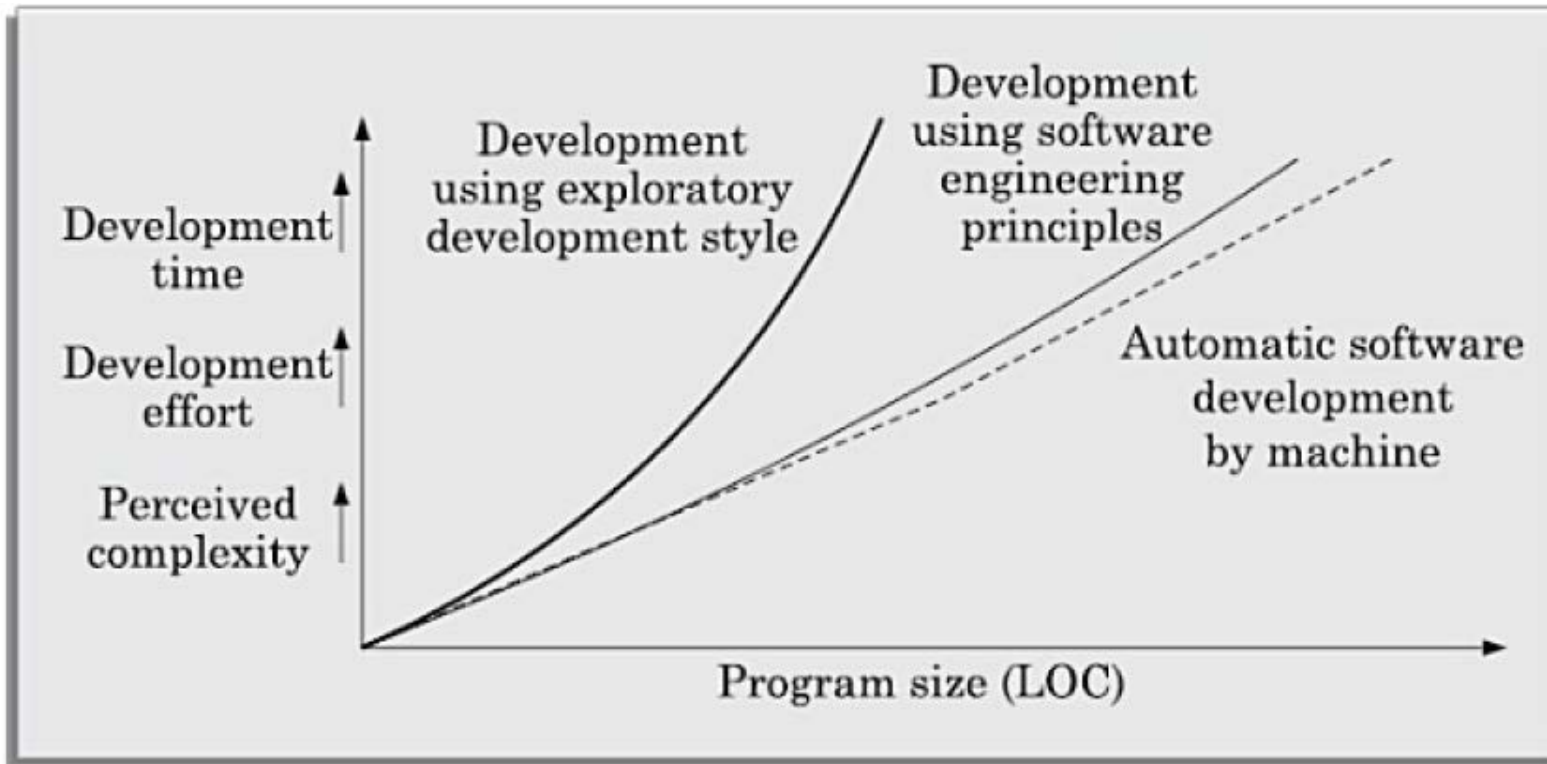 Development
using exploratory
development style
Development
using software
engineering
principles
Development
time
Development
effort
Perceived
complexity
Automatic software
development
by machine
Program size (LOC)